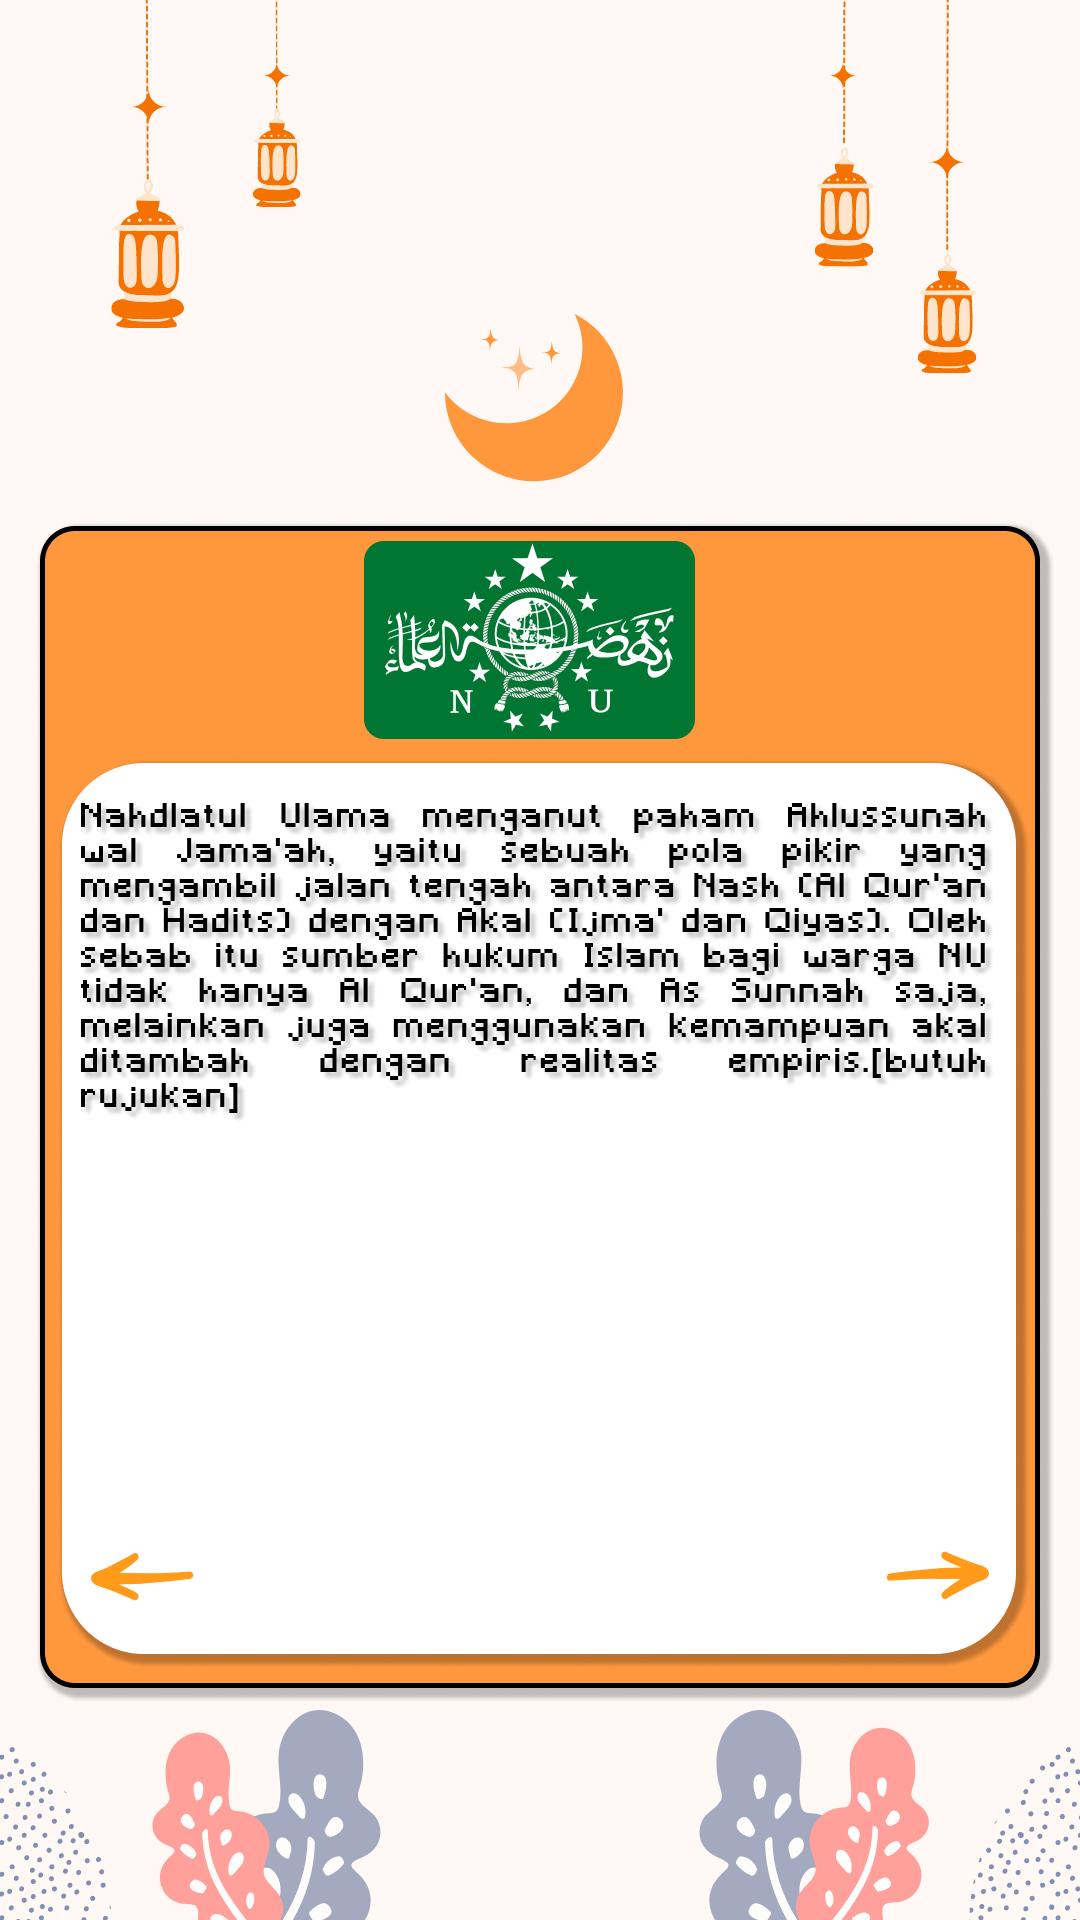 نهضة العلماء
N U
Nahdlatul Ulama menganut paham Ahlussunah
wal Jama'ah, yaitu sebuah pola pikir yang
mengambil jalan tengah antara Nash (Al Qur'an
dan Hadits) dengan Akal (Ijma' dan Qiyas). Oleh
sebab itu sumber hukum Islam bagi warga NU
tidak hanya Al Qur'an, dan As Sunnah saja,
melainkan juga menggunakan kemampuan akal
ditambah dengan realitas empiris.[butuh
rujukan]